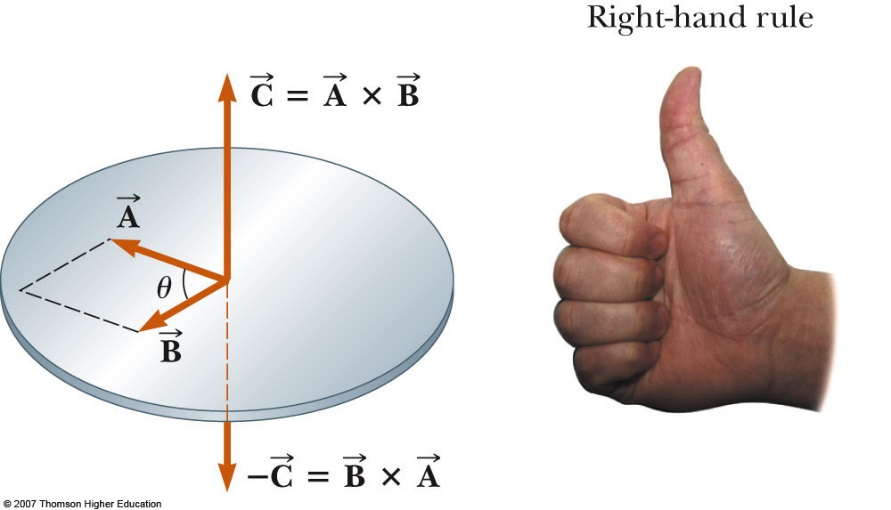 Right-hand rule
C⃗ = A⃗ × B⃗
A⃗
θ
B⃗
−C⃗ = B⃗ × A⃗
© 2007 Thomson Higher Education